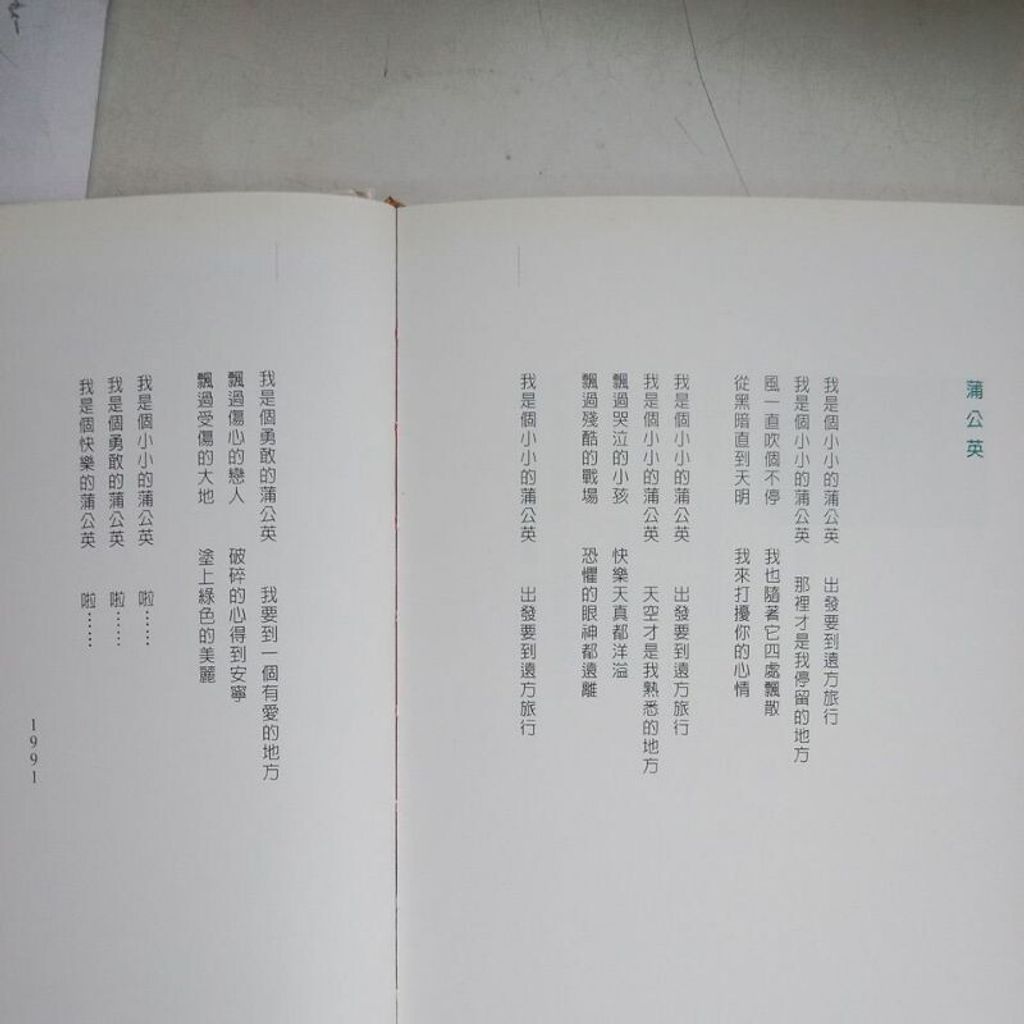 蒲公英
我是個小小的蒲公英　出發要到遠方旅行
我是個小小的蒲公英　那裡才是我停留的地方
風一直吹個不停　我也隨著它四處飄散
從黑暗直到天明　我來打擾你的心情
我是個小小的蒲公英　出發要到遠方旅行
我是個小小的蒲公英　天空才是我熟悉的地方
飄過哭泣的小孩　快樂天真都洋溢
飄過殘酷的戰場　恐懼的眼神都遠離
我是個小小的蒲公英　出發要到遠方旅行
我是個勇敢的蒲公英　我要到一個有愛的地方
飄過傷心的戀人　破碎的心得到安寧
飄過受傷的大地　塗上綠色的美麗
我是個小小的蒲公英　啦⋯⋯
我是個勇敢的蒲公英　啦⋯⋯
我是個快樂的蒲公英　啦⋯⋯
1991